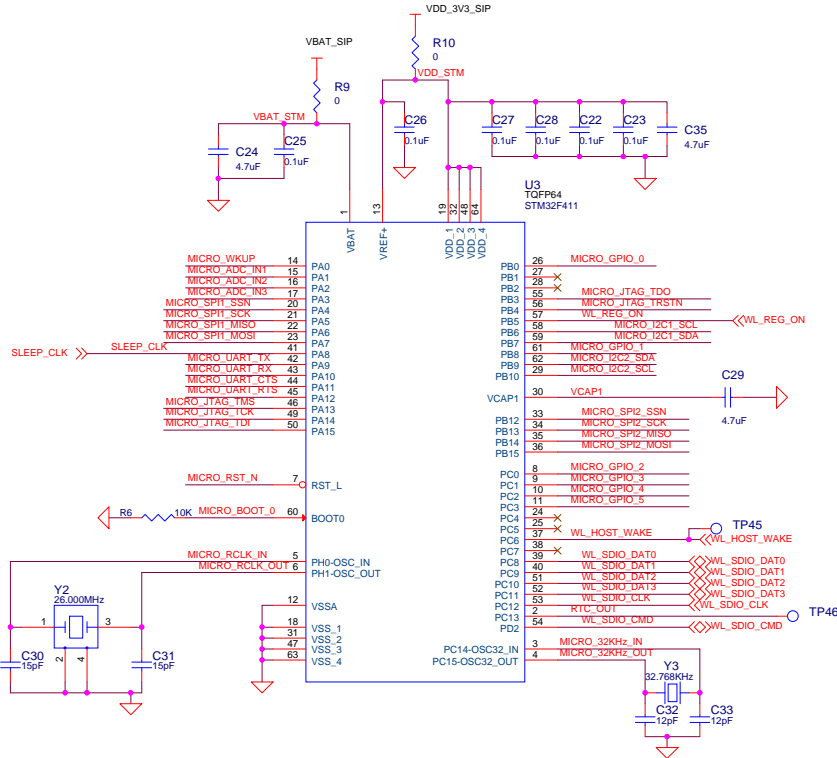 VDD_3V3_SIP
VBAT_SIP
R10
0
VDD_STM
R9
0
VBAT_STM
C24
4.7uF
C25
0.1uF
C26
0.1uF
C27
0.1uF
C28
0.1uF
C22
0.1uF
C23
0.1uF
C35
4.7uF
U3
TQFP64
STM32F411
1
13
19
32
48
64
VBAT
VREF+
VDD_1
VDD_2
VDD_3
VDD_4
MICRO_WKUP 14 PA0
MICRO_ADC_IN1 15 PA1
MICRO_ADC_IN2 16 PA2
MICRO_ADC_IN3 17 PA3
MICRO_SPI1_SSN 20 PA4
MICRO_SPI1_SCK 21 PA5
MICRO_SPI1_MISO 22 PA6
MICRO_SPI1_MOSI 23 PA7
SLEEP_CLK SLEEP_CLK 41 PA8
MICRO_UART_TX 42 PA9
MICRO_UART_RX 43 PA10
MICRO_UART_CTS 44 PA11
MICRO_UART_RTS 45 PA12
MICRO_JTAG_TMS 46 PA13
MICRO_JTAG_TCK 49 PA14
MICRO_JTAG_TDI 50 PA15
MICRO_RST_N 7 RST_L
R6 10K MICRO_BOOT_0 60 BOOT0
MICRO_RCLK_IN 5 PH0-OSC_IN
MICRO_RCLK_OUT 6 PH1-OSC_OUT
12 VSSA
18 VSS_1
31 VSS_2
47 VSS_3
63 VSS_4
Y2
26.000MHz
1
3
2
4
C30
15pF
C31
15pF
PB0 26 MICRO_GPIO_0
PB1 27
PB2 28
PB3 55 MICRO_JTAG_TDO
PB4 56 MICRO_JTAG_TRSTN
PB5 57 WL_REG_ON WL_REG_ON
PB6 58 MICRO_I2C1_SCL
PB7 59 MICRO_I2C1_SDA
PB8 61 MICRO_GPIO_1
PB9 62 MICRO_I2C2_SDA
PB10 29 MICRO_I2C2_SCL
VCAP1 30 VCAP1
C29
4.7uF
PB12 33 MICRO_SPI2_SSN
PB13 34 MICRO_SPI2_SCK
PB14 35 MICRO_SPI2_MISO
PB15 36 MICRO_SPI2_MOSI
PC0 8 MICRO_GPIO_2
PC1 9 MICRO_GPIO_3
PC2 10 MICRO_GPIO_4
PC3 11 MICRO_GPIO_5
PC4 24
PC5 25
TP45
PC6 37 WL_HOST_WAKE WL_HOST_WAKE
PC7 38
PC8 39 WL_SDIO_DAT0 WL_SDIO_DAT0
PC9 40 WL_SDIO_DAT1 WL_SDIO_DAT1
PC10 51 WL_SDIO_DAT2 WL_SDIO_DAT2
PC11 52 WL_SDIO_DAT3 WL_SDIO_DAT3
PC12 53 WL_SDIO_CLK WL_SDIO_CLK
PC13 2 RTC_OUT TP46
PD2 54 WL_SDIO_CMD WL_SDIO_CMD
PC14-OSC32_IN 3 MICRO_32KHz_IN
PC15-OSC32_OUT 4 MICRO_32KHz_OUT
Y3
32.768KHz
C32
12pF
C33
12pF